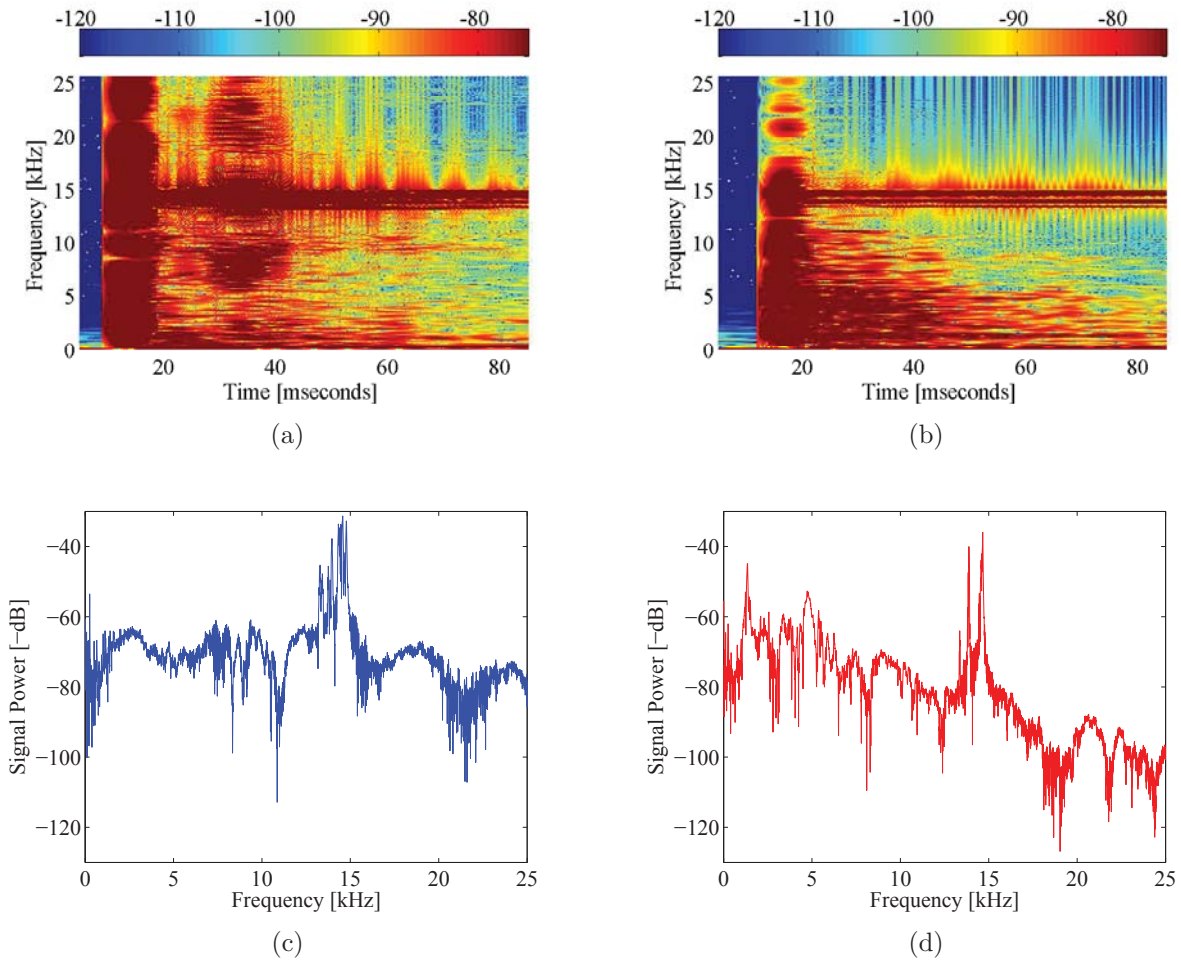 -120 -110 -100 -90 -80
25
20
15
10
5
0
Frequency [kHz]
20 40 60 80
Time [mseconds]
(a)
-120 -110 -100 -90 -80
25
20
15
10
5
0
Frequency [kHz]
20 40 60 80
Time [mseconds]
(b)
−40
−60
−80
−100
−120
Signal Power [−dB]
0 5 10 15 20 25
Frequency [kHz]
(c)
−40
−60
−80
−100
−120
Signal Power [−dB]
0 5 10 15 20 25
Frequency [kHz]
(d)